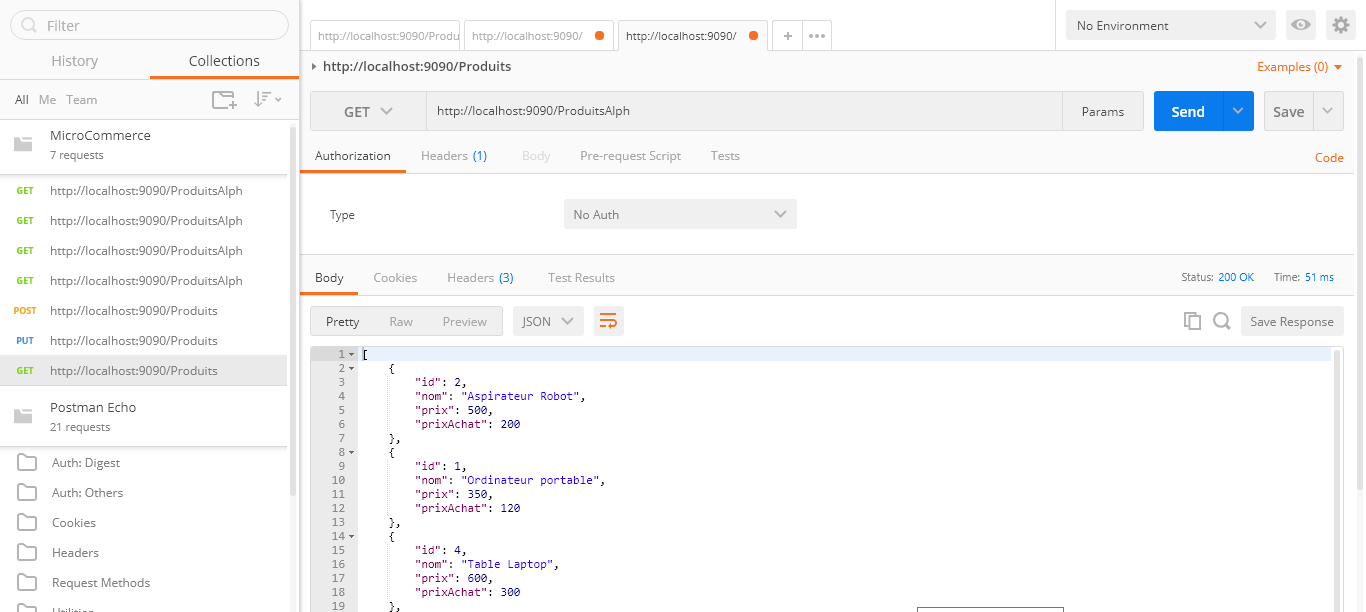 Filter
History
Collections
All Me Team
MicroCommerce
7 requests
GET http://localhost:9090/ProduitsAlph
GET http://localhost:9090/ProduitsAlph
GET http://localhost:9090/ProduitsAlph
GET http://localhost:9090/ProduitsAlph
POST http://localhost:9090/Produits
PUT http://localhost:9090/Produits
GET http://localhost:9090/Produits
Postman Echo
21 requests
Auth: Digest
Auth: Others
Cookies
Headers
Request Methods
http://localhost:9090/Produ http://localhost:9090/ http://localhost:9090/ + •••
No Environment
http://localhost:9090/Produits
Examples (0)
GET http://localhost:9090/ProduitsAlph Params Send Save
Authorization Headers (1) Body Pre-request Script Tests Code
Type No Auth
Body Cookies Headers (3) Test Results Status: 200 OK Time: 51 ms
Pretty Raw Preview JSON Save Response
1 [
2 {
3 "id": 2,
4 "nom": "Aspirateur Robot",
5 "prix": 500,
6 "prixAchat": 200
7 },
8 {
9 "id": 1,
10 "nom": "Ordinateur portable",
11 "prix": 350,
12 "prixAchat": 120
13 },
14 {
15 "id": 4,
16 "nom": "Table Laptop",
17 "prix": 600,
18 "prixAchat": 300
19 },